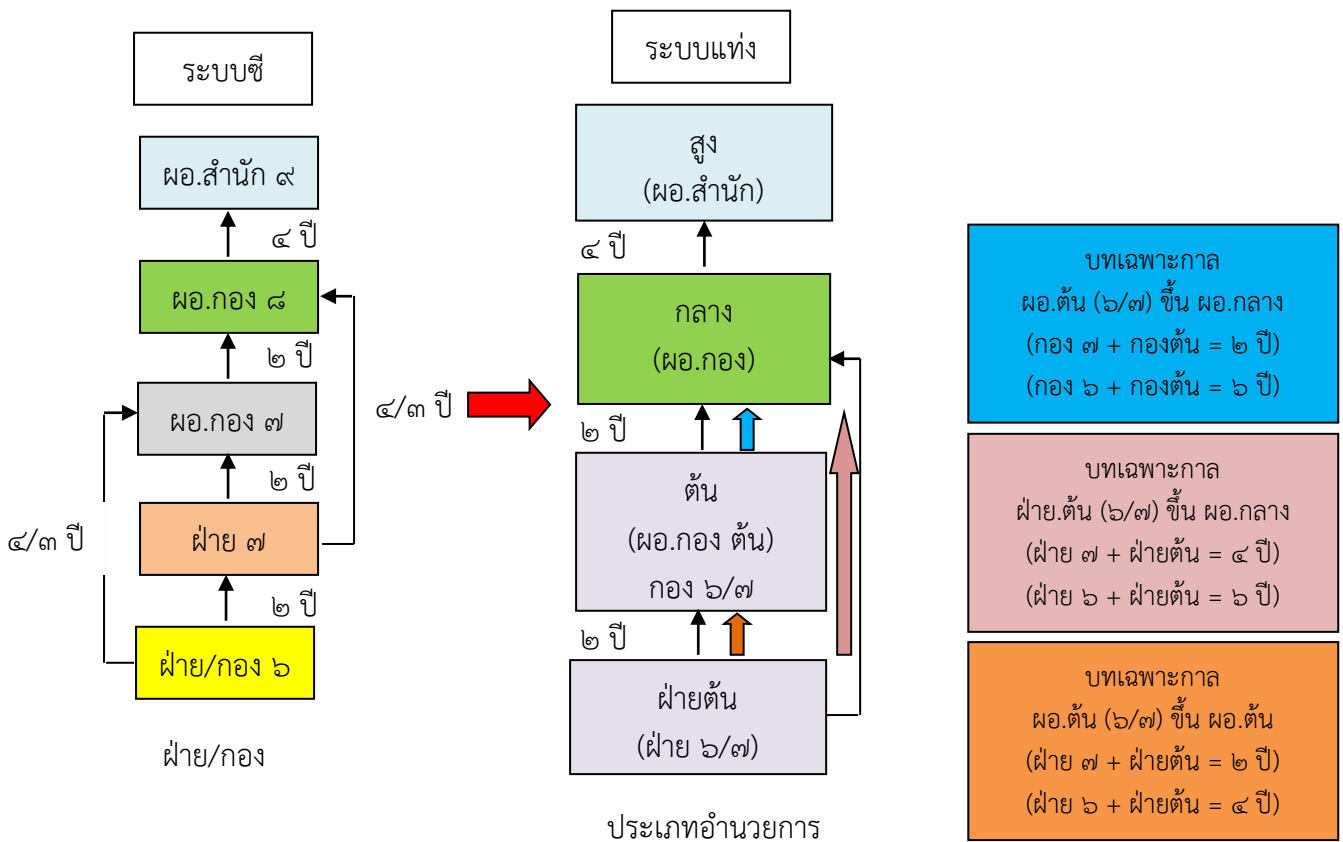 ระบบซี
ผอ.สำนัก ๙
๔ ปี
ผอ.กอง ๘
๒ ปี
ผอ.กอง ๗
๒ ปี
ฝ่าย ๗
๒ ปี
ฝ่าย/กอง ๖
๔/๓ ปี
๔/๓ ปี
ฝ่าย/กอง
ระบบแท่ง
สูง
(ผอ.สำนัก)
๔ ปี
กลาง
(ผอ.กอง)
๒ ปี
ต้น
(ผอ.กอง ต้น)
กอง ๖/๗
๒ ปี
ฝ่ายต้น
(ฝ่าย ๖/๗)
ประเภทอำนวยการ
บทเฉพาะกาล
ผอ.ต้น (๖/๗) ขึ้น ผอ.กลาง
(กอง ๗ + กองต้น = ๒ ปี)
(กอง ๖ + กองต้น = ๖ ปี)
บทเฉพาะกาล
ฝ่าย.ต้น (๖/๗) ขึ้น ผอ.กลาง
(ฝ่าย ๗ + ฝ่ายต้น = ๔ ปี)
(ฝ่าย ๖ + ฝ่ายต้น = ๖ ปี)
บทเฉพาะกาล
ผอ.ต้น (๖/๗) ขึ้น ผอ.ต้น
(ฝ่าย ๗ + ฝ่ายต้น = ๒ ปี)
(ฝ่าย ๖ + ฝ่ายต้น = ๔ ปี)